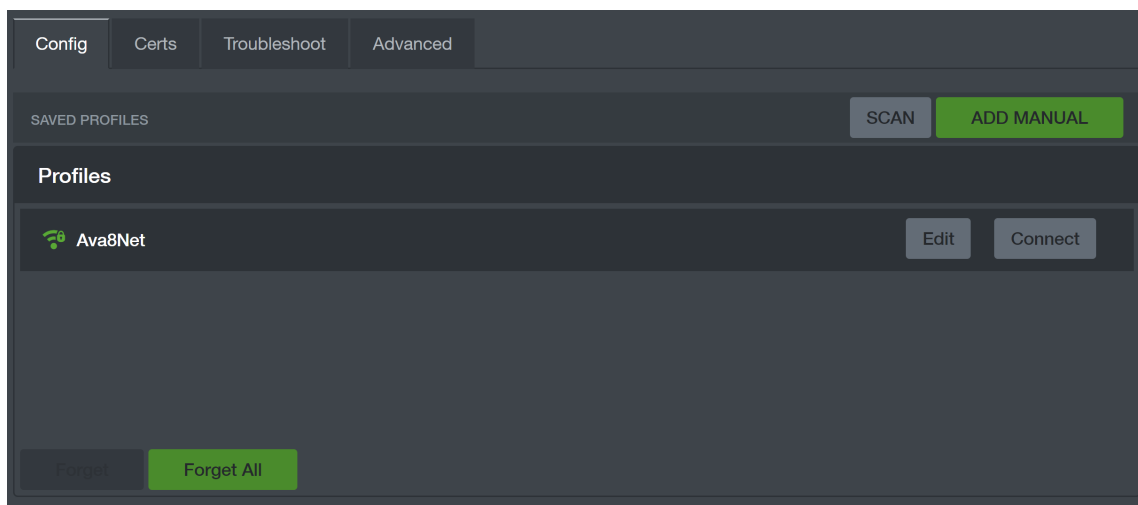 Config Certs Troubleshoot Advanced
SAVED PROFILES SCAN ADD MANUAL
Profiles
Ava8Net Edit Connect
Forget Forget All